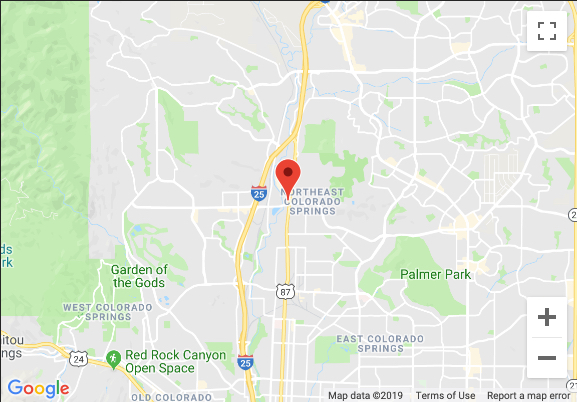 25
NORTHEAST
COLORADO
SPRINGS
Garden of
the Gods
Palmer Park
87
WEST COLORADO
SPRINGS
24
Red Rock Canyon
Open Space
25
EAST COLORADO
SPRINGS
OLD COLORADO
itou
ings
ds
rk
+
−
2
Google
Map data ©2019
Terms of Use
Report a map error